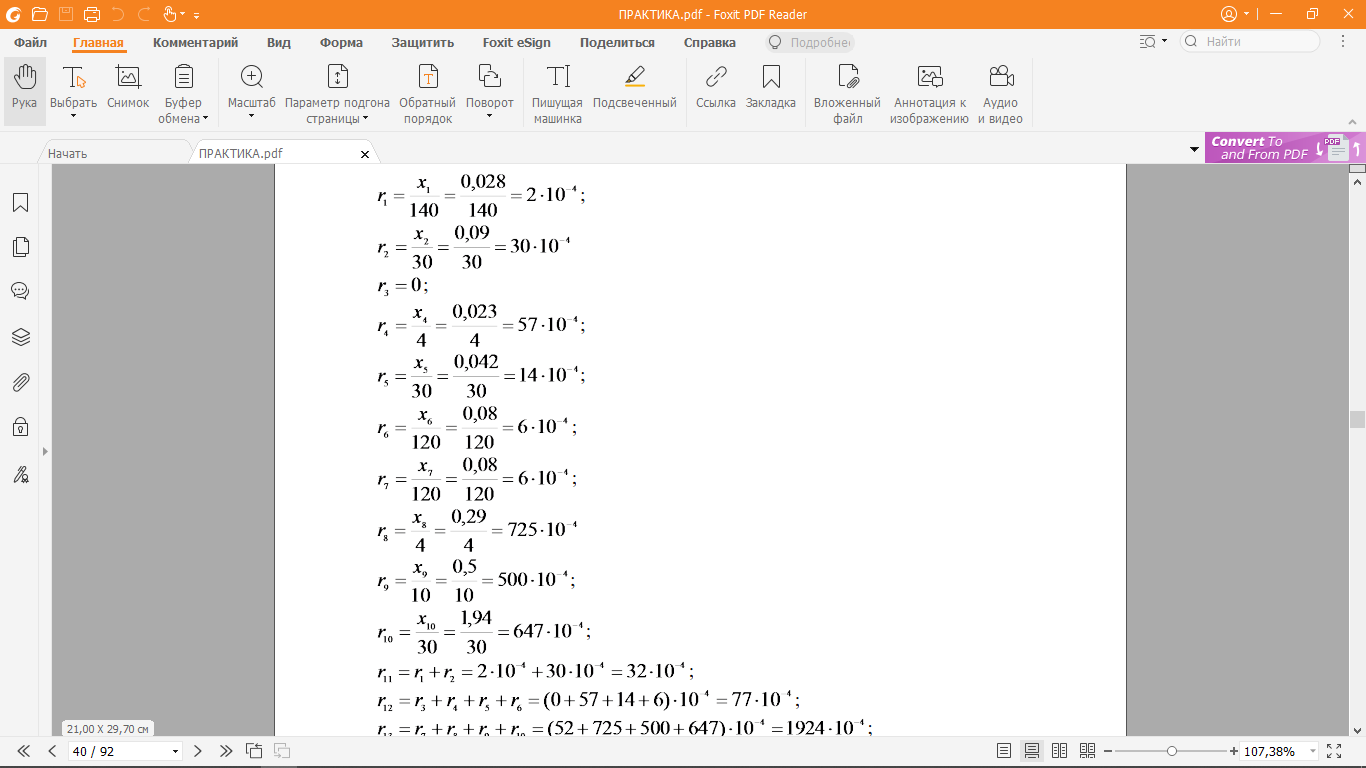 ПРАКТИКА.pdf - Foxit PDF Reader
Файл Главная Комментарий Вид Форма Защитить Foxit eSign Поделиться Справка Подробнес Найти
Рука Выбрать Снимок Буфер обмена Масштаб Параметр подгона страницы Обратный порядок Поворот Пишущая машинка Подсвеченный Ссылка Закладка Вложенный файл Аннотация к изображению Аудио и видео
Начать ПРАКТИКА.pdf Convert To and From PDF PDF
r₁ = x₁/140 = 0,028/140 = 2·10⁻⁴;
r₂ = x₂/30 = 0,09/30 = 30·10⁻⁴
r₃ = 0;
r₄ = x₄/4 = 0,023/4 = 57·10⁻⁴;
r₅ = x₅/30 = 0,042/30 = 14·10⁻⁴;
r₆ = x₆/120 = 0,08/120 = 6·10⁻⁴;
r₇ = x₇/120 = 0,08/120 = 6·10⁻⁴;
r₈ = x₈/4 = 0,29/4 = 725·10⁻⁴
r₉ = x₉/10 = 0,5/10 = 500·10⁻⁴;
r₁₀ = x₁₀/30 = 1,94/30 = 647·10⁻⁴;
r₁₁ = r₁ + r₂ = 2·10⁻⁴ + 30·10⁻⁴ = 32·10⁻⁴;
r₁₂ = r₃ + r₄ + r₅ + r₆ = (0 + 57 + 14 + 6)·10⁻⁴ = 77·10⁻⁴;
r₁₃ = r₇ + r₈ + r₉ + r₁₀ = (52 + 725 + 500 + 647)·10⁻⁴ = 1924·10⁻⁴;
21,00 X 29,70 см
40 / 92 107,38%